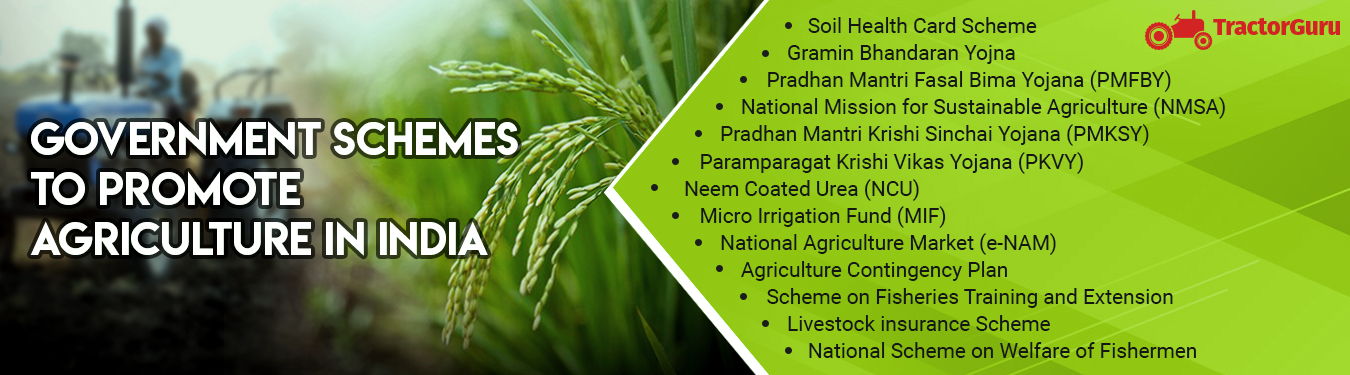 GOVERNMENT SCHEMES
TO PROMOTE
AGRICULTURE IN INDIA
TractorGuru
• Soil Health Card Scheme
• Gramin Bhandaran Yojna
• Pradhan Mantri Fasal Bima Yojana (PMFBY)
• National Mission for Sustainable Agriculture (NMSA)
• Pradhan Mantri Krishi Sinchai Yojana (PMKSY)
• Paramparagat Krishi Vikas Yojana (PKVY)
• Neem Coated Urea (NCU)
• Micro Irrigation Fund (MIF)
• National Agriculture Market (e-NAM)
• Agriculture Contingency Plan
• Scheme on Fisheries Training and Extension
• Livestock insurance Scheme
• National Scheme on Welfare of Fishermen